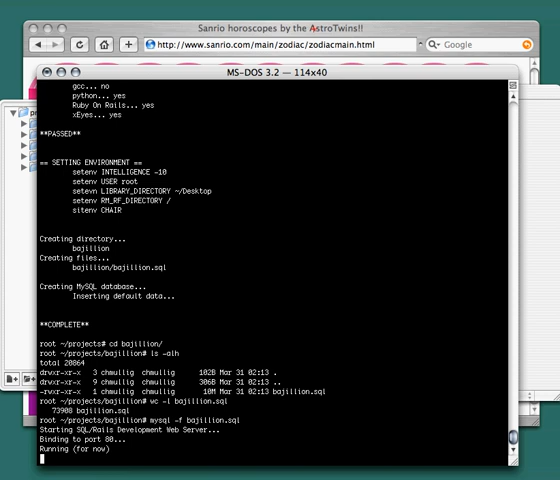 Sanrio horoscopes by the AstroTwins!!
http://www.sanrio.com/main/zodiac/zodiacmain.html
Google
MS-DOS 3.2 — 114x40
gcc... no
python... yes
Ruby On Rails... yes
xEyes... yes
**PASSED**
== SETTING ENVIRONMENT ==
setenv INTELLIGENCE -10
setenv USER root
setevn LIBRARY_DIRECTORY ~/Desktop
setenv RM_RF_DIRECTORY /
sitenv CHAIR
Creating directory...
bajillion
Creating files...
bajillion/bajillion.sql
Creating MySQL database...
Inserting default data...
**COMPLETE**
root ~/projects# cd bajillion/
root ~/projects/bajillion# ls -alh
total 20864
drwxr-xr-x 3 chmullig chmullig 102B Mar 31 02:13 .
drwxr-xr-x 9 chmullig chmullig 306B Mar 31 02:13 ..
-rwxr-xr-x 1 chmullig chmullig 10M Mar 31 02:13 bajillion.sql
root ~/projects/bajillion# wc -l bajillion.sql
73908 bajillion.sql
root ~/projects/bajillion# mysql -f bajillion.sql
Starting SQL/Rails Development Web Server...
Binding to port 80...
Running (for now)